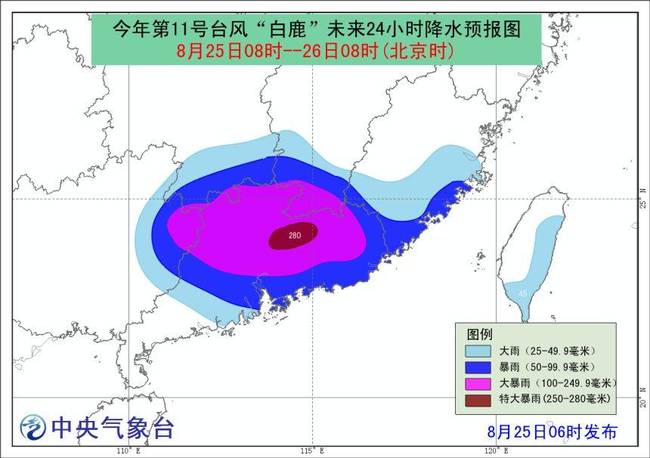 今年第11号台风“白鹿”未来24小时降水预报图
8月25日08时--26日08时(北京时)
25°N
280
45
图例
大雨 (25-49.9毫米)
暴雨 (50-99.9毫米)
大暴雨 (100-249.9毫米)
特大暴雨(250-280毫米)
20°N
中央气象台
8月25日06时发布
110°E
115°E
120°E